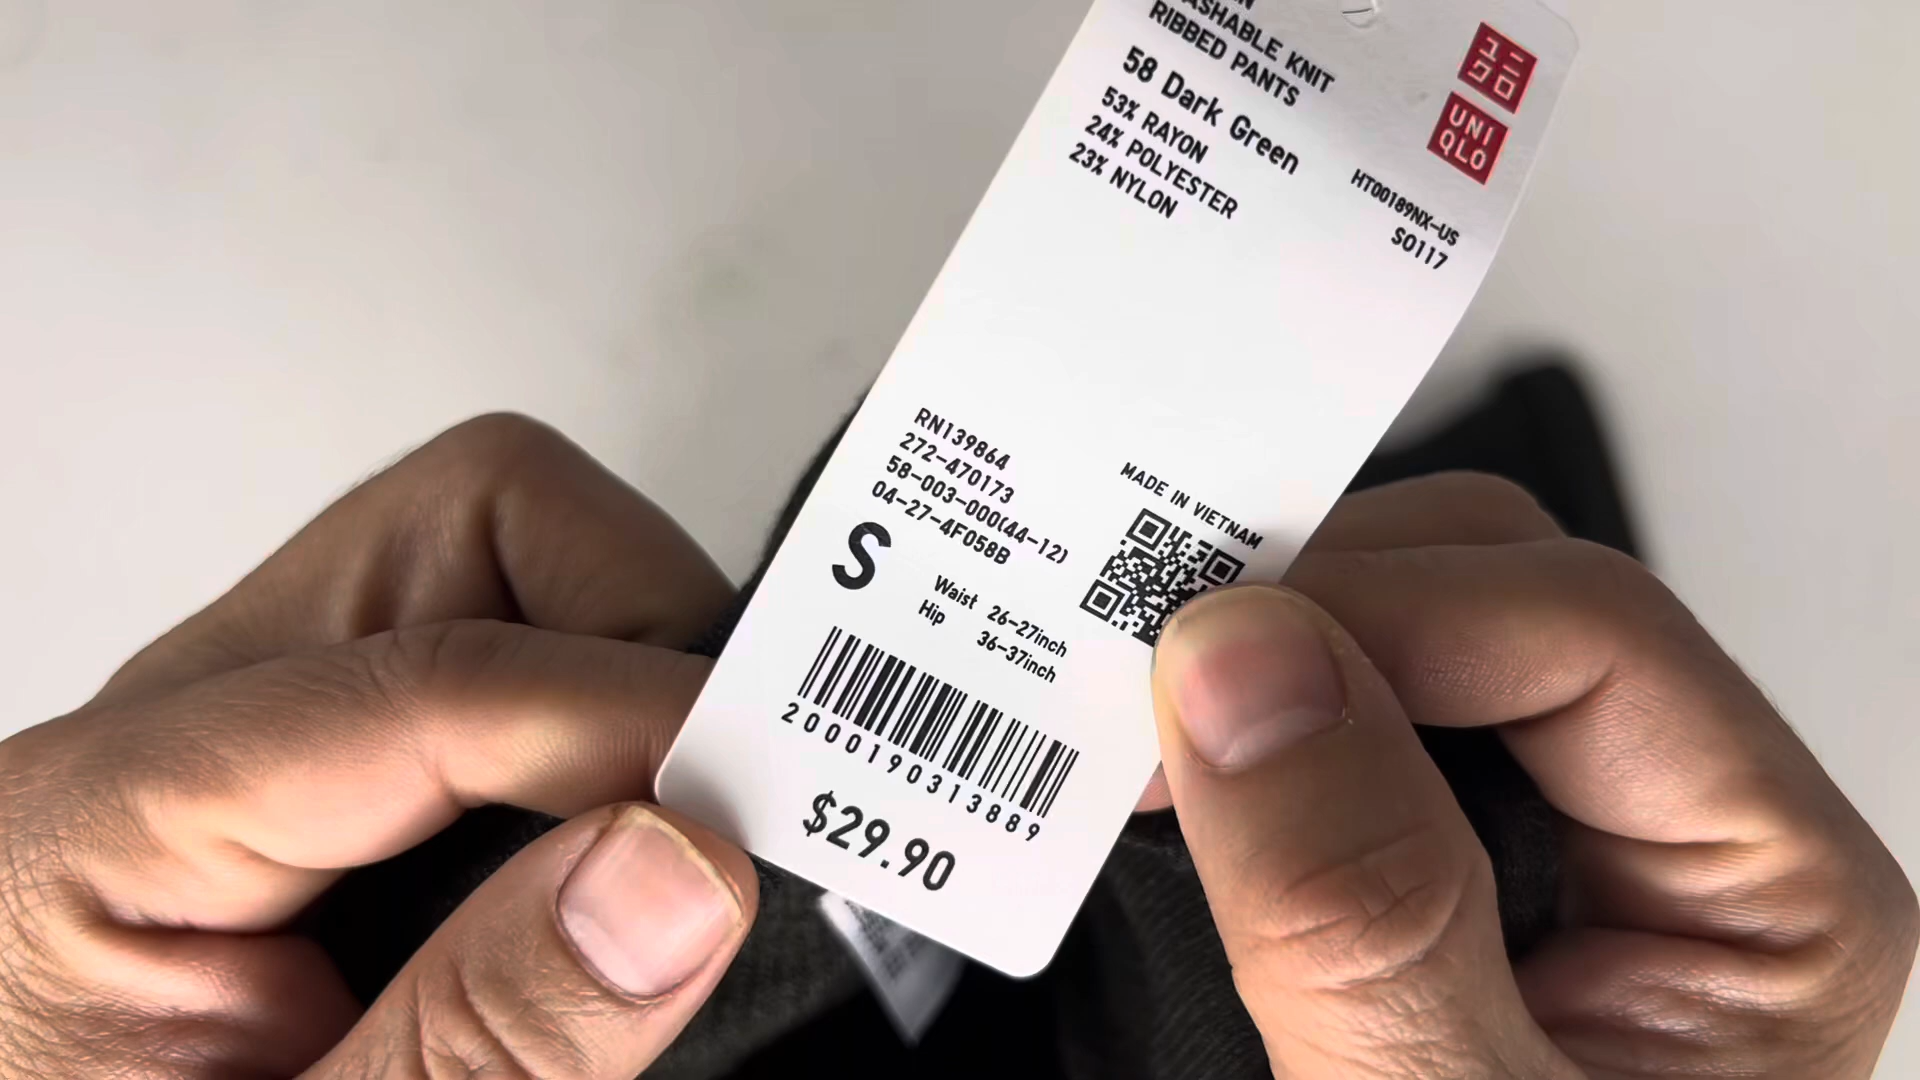 WASHABLE KNIT
RIBBED PANTS
58 Dark Green
53% RAYON
24% POLYESTER
23% NYLON
ユニ
クロ
UNI
QLO
HT00189NX-US
S0117
RN139864
272-470173
58-003-000(44-12)
04-27-4F058B
S
Waist 26-27inch
Hip 36-37inch
MADE IN VIETNAM
2000190313889
$29.90